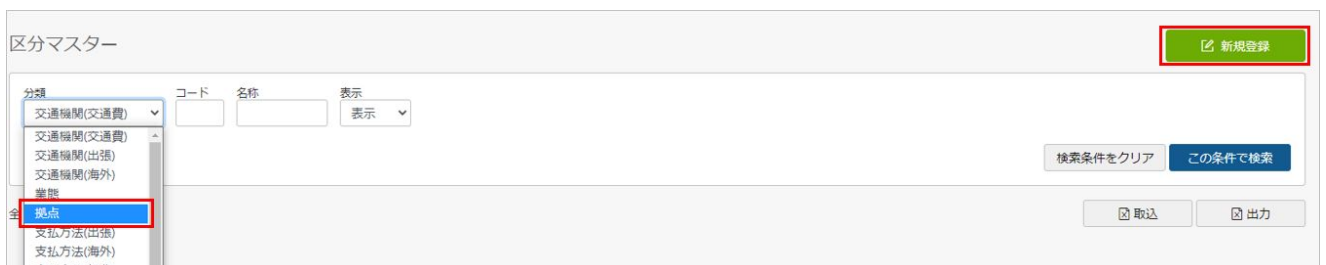 区分マスター
新規登録
分類 コード 名称 表示
交通機関(交通費) 表示
交通機関(交通費)
交通機関(出張)
交通機関(海外)
検索条件をクリア この条件で検索
業態
全
拠点
取込 出力
支払方法(出張)
支払方法(海外)